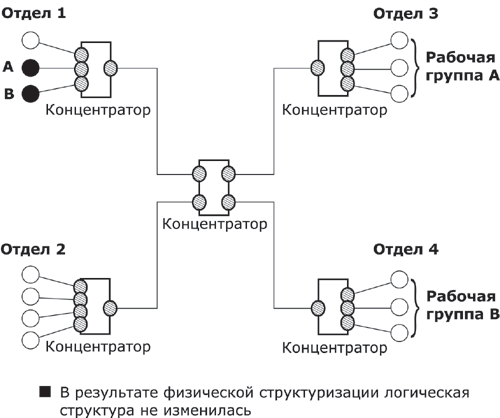 Отдел 1
Отдел 3
A
B
Концентратор
Рабочая
группа А
Концентратор
Концентратор
Отдел 2
Отдел 4
Рабочая
группа В
Концентратор
Концентратор
В результате физической структуризации логическая
структура не изменилась